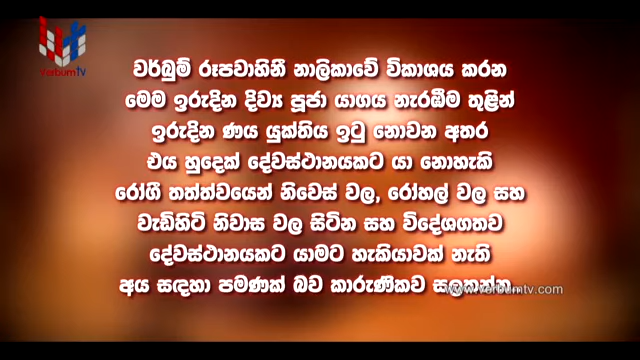 VerbumTV
වර්බුම් රූපවාහිනී නාලිකාවේ විකාශය කරන
මෙම ඉරුදින දිව්‍ය පූජා යාගය නැරඹීම තුළින්
ඉරුදින ණය යුක්තිය ඉටු නොවන අතර
එය හුදෙක් දේවස්ථානයකට යා නොහැකි
රෝගී තත්ත්වයෙන් නිවෙස් වල, රෝහල් වල සහ
වැඩිහිටි නිවාස වල සිටින සහ විදේශගතව
දේවස්ථානයකට යාමට හැකියාවක් නැති
අය සඳහා පමණක් බව කාරුණිකව සලකන්න.
www.verbumtv.com